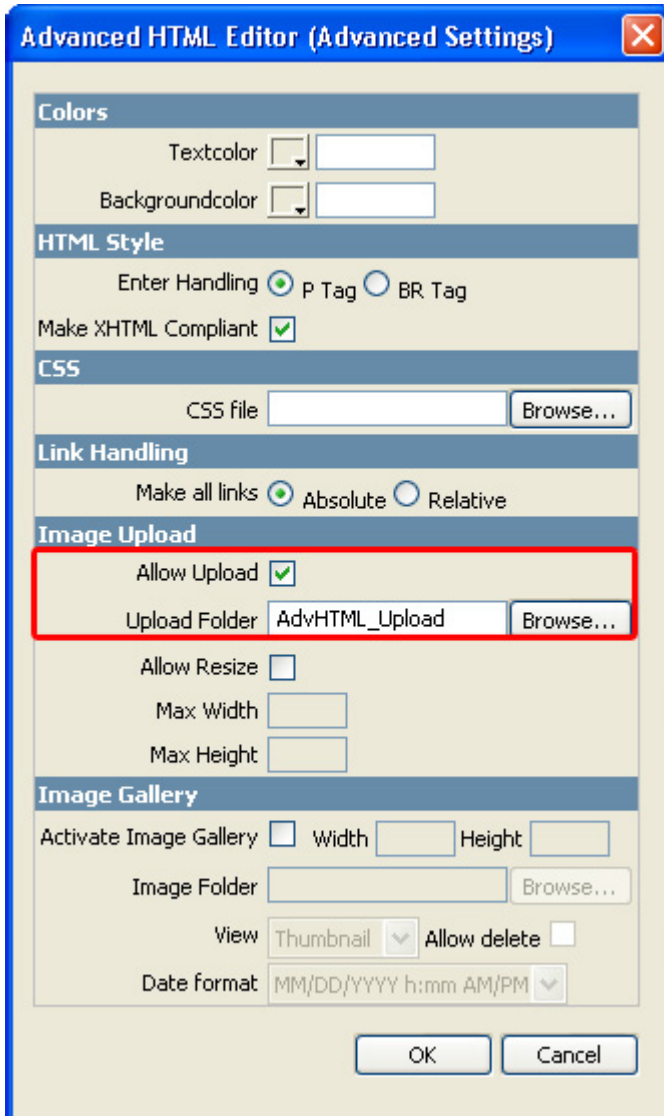 Advanced HTML Editor (Advanced Settings)
Colors
Textcolor
Backgroundcolor
HTML Style
Enter Handling P Tag BR Tag
Make XHTML Compliant
CSS
CSS file Browse...
Link Handling
Make all links Absolute Relative
Image Upload
Allow Upload
Upload Folder AdvHTML_Upload Browse...
Allow Resize
Max Width
Max Height
Image Gallery
Activate Image Gallery Width Height
Image Folder Browse...
View Thumbnail Allow delete
Date format MM/DD/YYYY h:mm AM/PM
OK Cancel